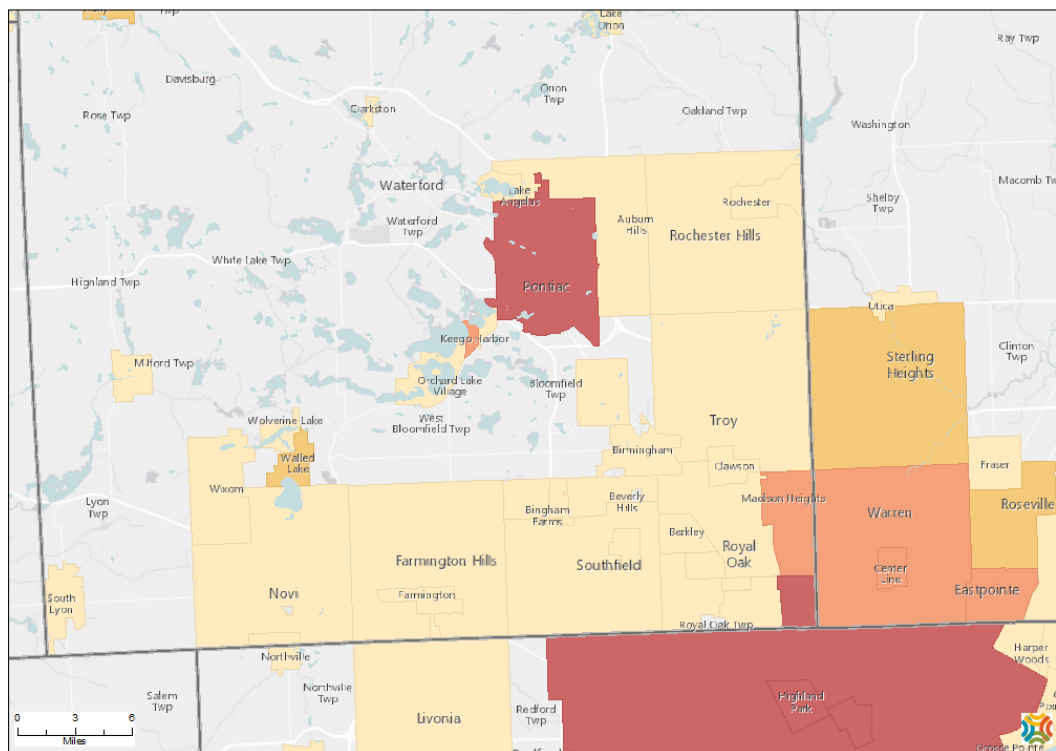 Lake
Orion
Ray Twp
Davisburg
Orion
Twp
Clarkston
Oakland Twp
Rose Twp
Washington
Macomb Tw
Waterford
Lake
Angelus
Shelby
Twp
Rochester
Waterford
Twp
Auburn
Hills
Rochester Hills
White Lake Twp
Highland Twp
Pontiac
Utica
Keego Harbor
Clinton
Twp
Sterling
Heights
Milford Twp
Orchard Lake
Village
Bloomfield
Twp
Wolverine Lake
West
Bloomfield Twp
Troy
Birmingham
Walled
Lake
Clawson
Fraser
Wixom
Lyon
Twp
Bingham
Farms
Beverly
Hills
Madison Heights
Warren
Roseville
Berkley
Farmington Hills
Southfield
Royal
Oak
Center
Line
Eastpointe
Novi
Farmington
South
Lyon
Royal Oak Twp
Northville
Harper
Woods
Salem
Twp
Northville
Twp
Redford
Twp
Highland
Park
Livonia
0 3 6
Miles
Grosse Pointe